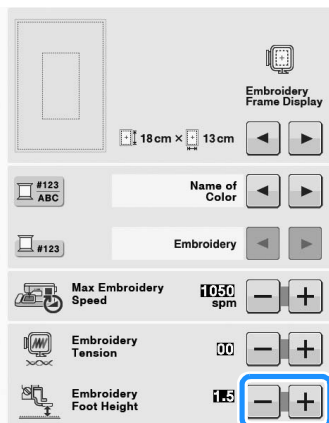 Embroidery
Frame Display
18cm × 13cm
#123
ABC
Name of
Color
#123
Embroidery
Max Embroidery
Speed
1050
spm
Embroidery
Tension
00
Embroidery
Foot Height
1.5